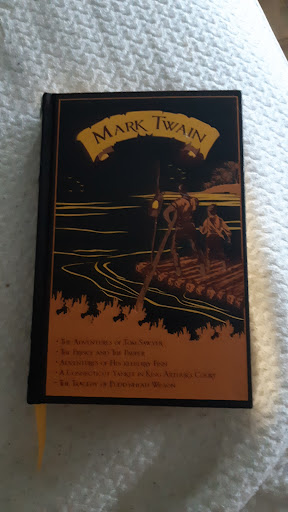 Mark Twain
- The Adventures of Tom Sawyer
- The Prince and The Pauper
- Adventures of Huckleberry Finn
- A Connecticut Yankee in King Arthur's Court
- The Tragedy of Pudd'nhead Wilson